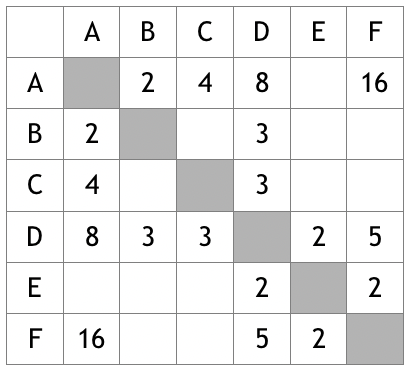 A B C D E F
A 2 4 8 16
B 2 3
C 4 3
D 8 3 3 2 5
E 2 2
F 16 5 2